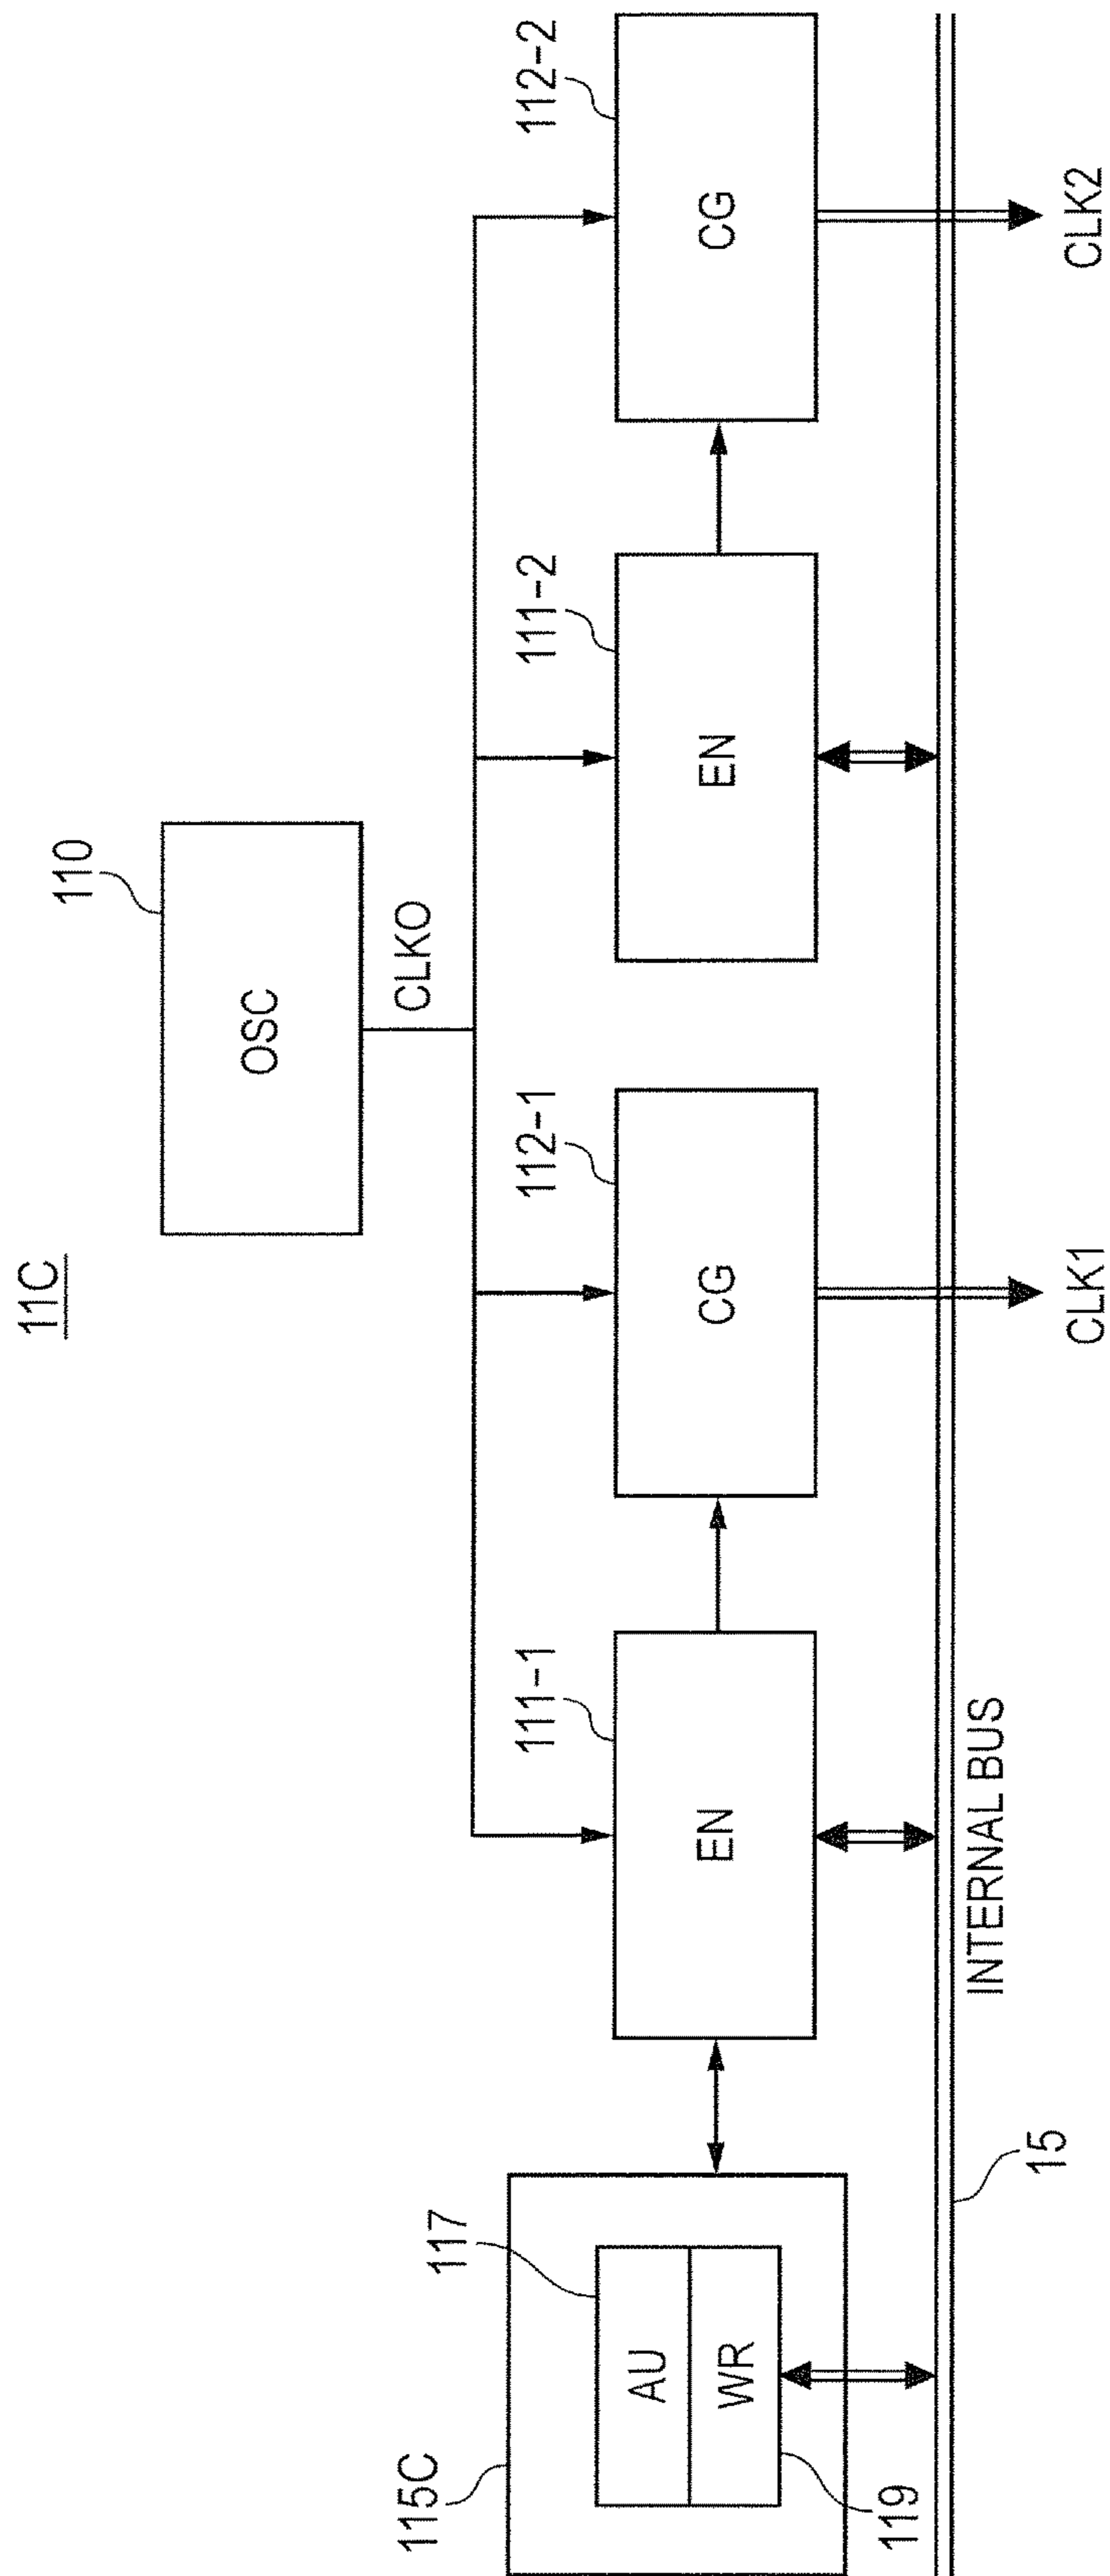 11C
110
OSC
CLKO
115C
117
AU
WR
119
111-1
EN
112-1
CG
111-2
EN
112-2
CG
15
INTERNAL BUS
CLK1
CLK2